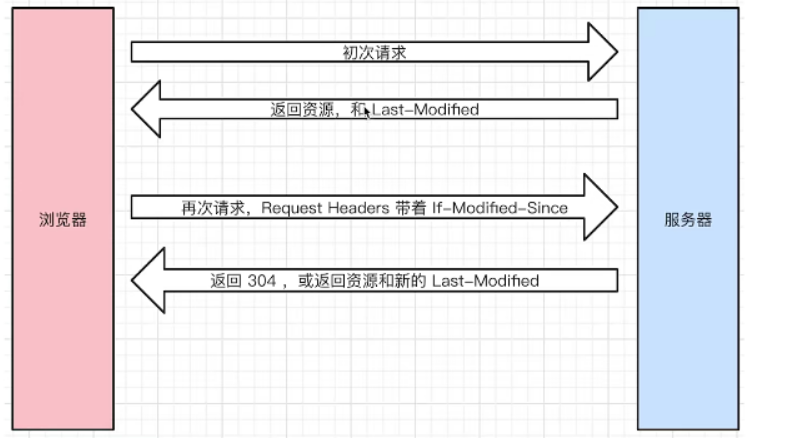 初次请求
返回资源，和 Last-Modified
浏览器
再次请求，Request Headers 带着 If-Modified-Since
服务器
返回 304 ，或返回资源和新的 Last-Modified